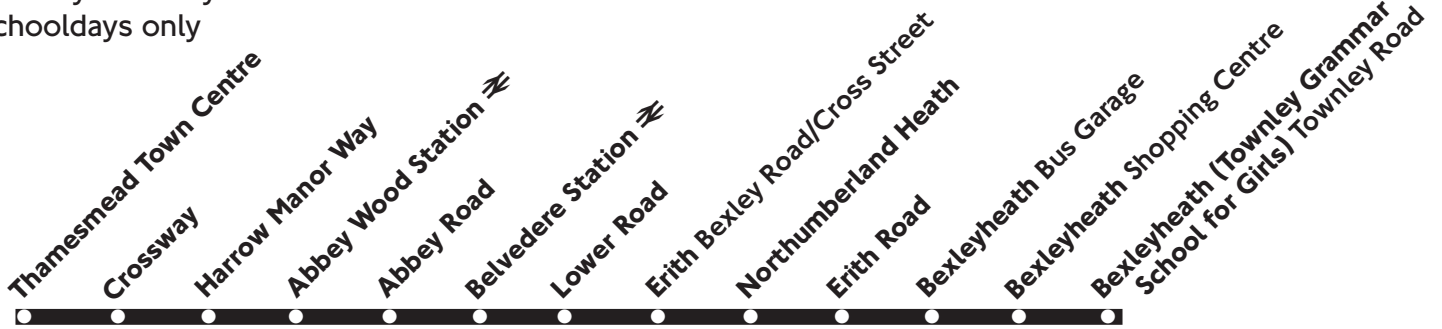 schooldays only
Thamesmead Town Centre
Crossway
Harrow Manor Way
Abbey Wood Station
Abbey Road
Belvedere Station
Lower Road
Erith Bexley Road/Cross Street
Northumberland Heath
Erith Road
Bexleyheath Bus Garage
Bexleyheath Shopping Centre
Bexleyheath (Townley Grammar
School for Girls) Townley Road